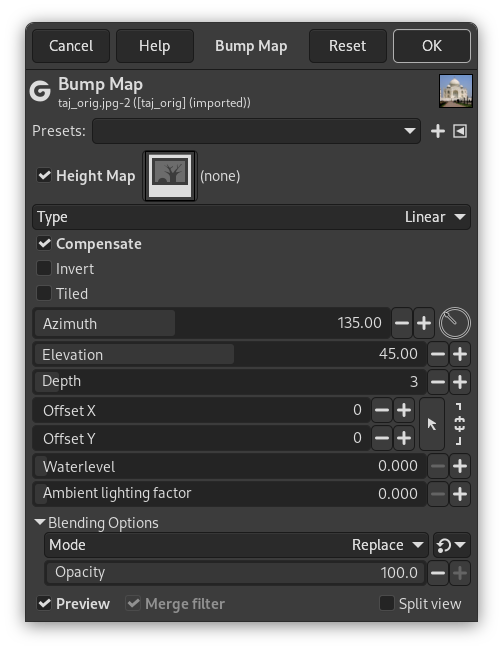 Cancel Help Bump Map Reset OK
Bump Map
taj_orig.jpg-2 ([taj_orig] (imported))
Presets:
Height Map (none)
Type Linear
Compensate
Invert
Tiled
Azimuth 135.00
Elevation 45.00
Depth 3
Offset X 0
Offset Y 0
Waterlevel 0.000
Ambient lighting factor 0.000
Blending Options
Mode Replace
Opacity 100.0
Preview Merge filter Split view